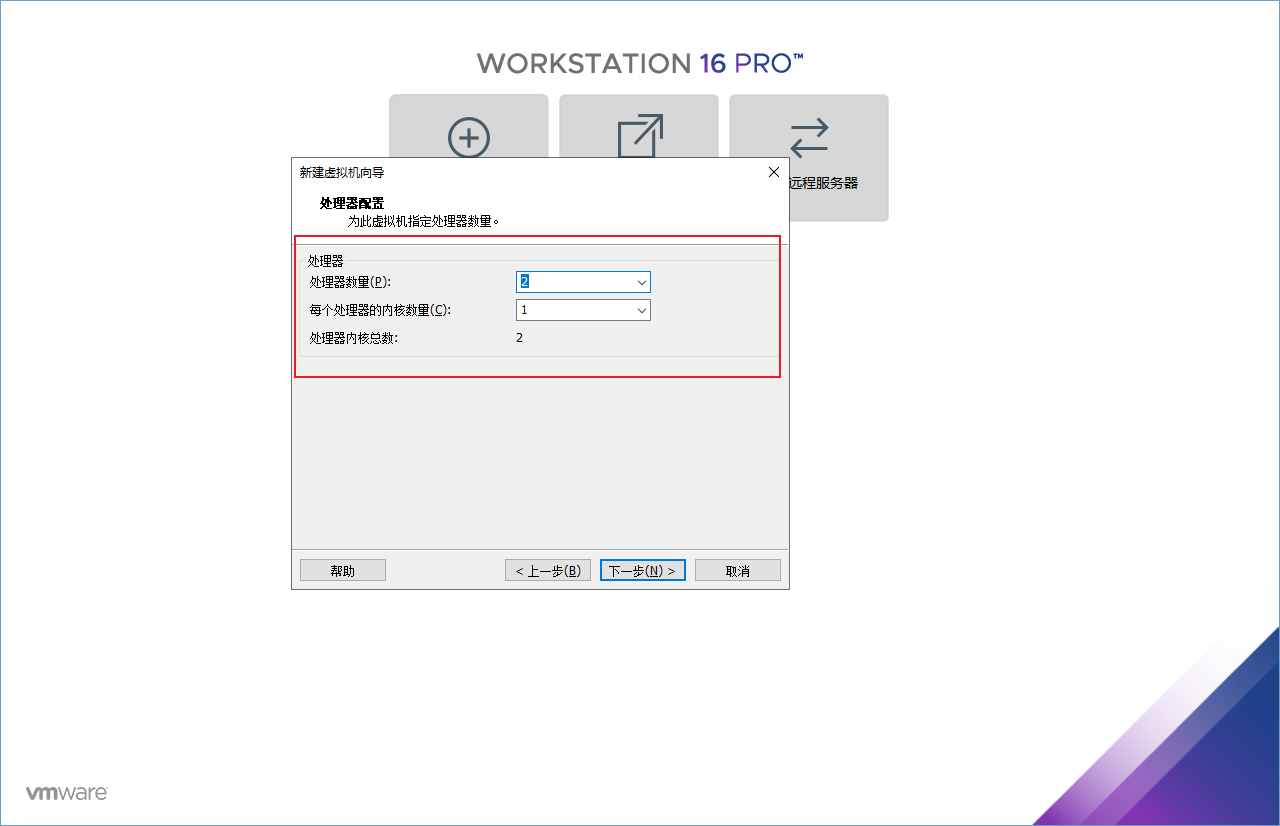 WORKSTATION 16 PRO™
远程服务器
新建虚拟机向导
处理器配置
为此虚拟机指定处理器数量。
处理器
处理器数量(P): 2
每个处理器的内核数量(C): 1
处理器内核总数: 2
帮助 < 上一步(B) 下一步(N) > 取消
vmware